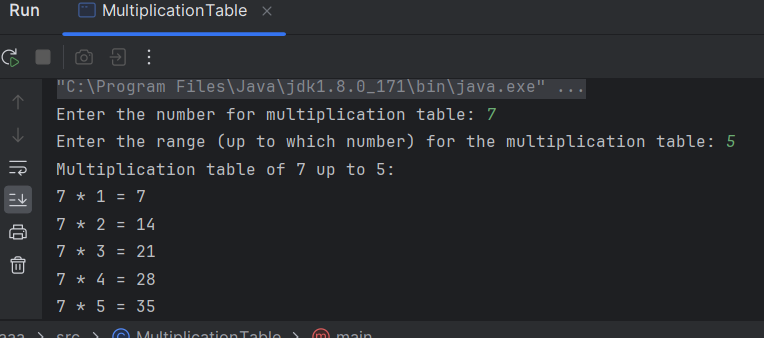 Run MultiplicationTable
"C:\Program Files\Java\jdk1.8.0_171\bin\java.exe" ...
Enter the number for multiplication table: 7
Enter the range (up to which number) for the multiplication table: 5
Multiplication table of 7 up to 5:
7 * 1 = 7
7 * 2 = 14
7 * 3 = 21
7 * 4 = 28
7 * 5 = 35
aaa > src > MultiplicationTable > main